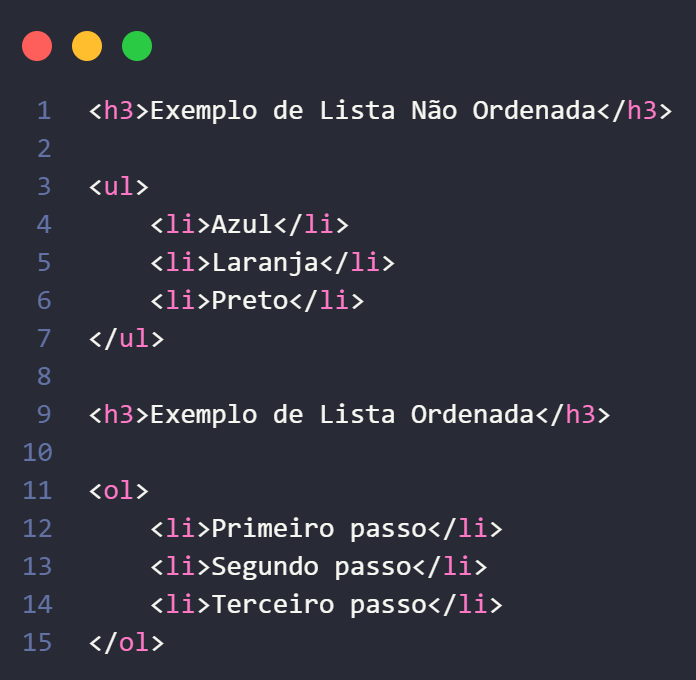 1 <h3>Exemplo de Lista Não Ordenada</h3>
2
3 <ul>
4     <li>Azul</li>
5     <li>Laranja</li>
6     <li>Preto</li>
7 </ul>
8
9 <h3>Exemplo de Lista Ordenada</h3>
10
11 <ol>
12     <li>Primeiro passo</li>
13     <li>Segundo passo</li>
14     <li>Terceiro passo</li>
15 </ol>